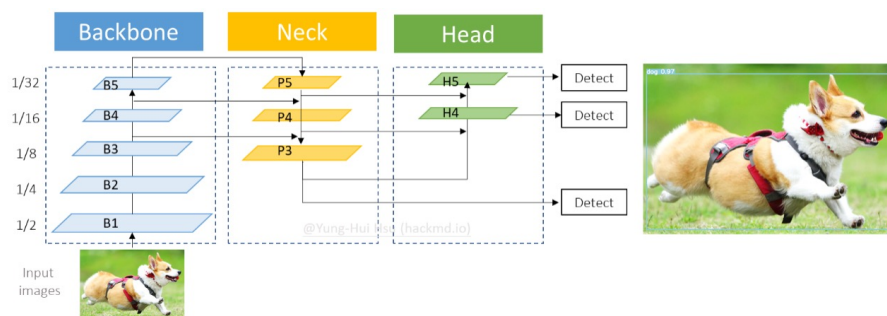 Backbone
Neck
Head
1/32
B5
P5
H5
Detect
1/16
B4
P4
H4
Detect
1/8
B3
P3
1/4
B2
Detect
1/2
B1
@Yung-Hui (hackmd.io)
Input
images
dog 0.97